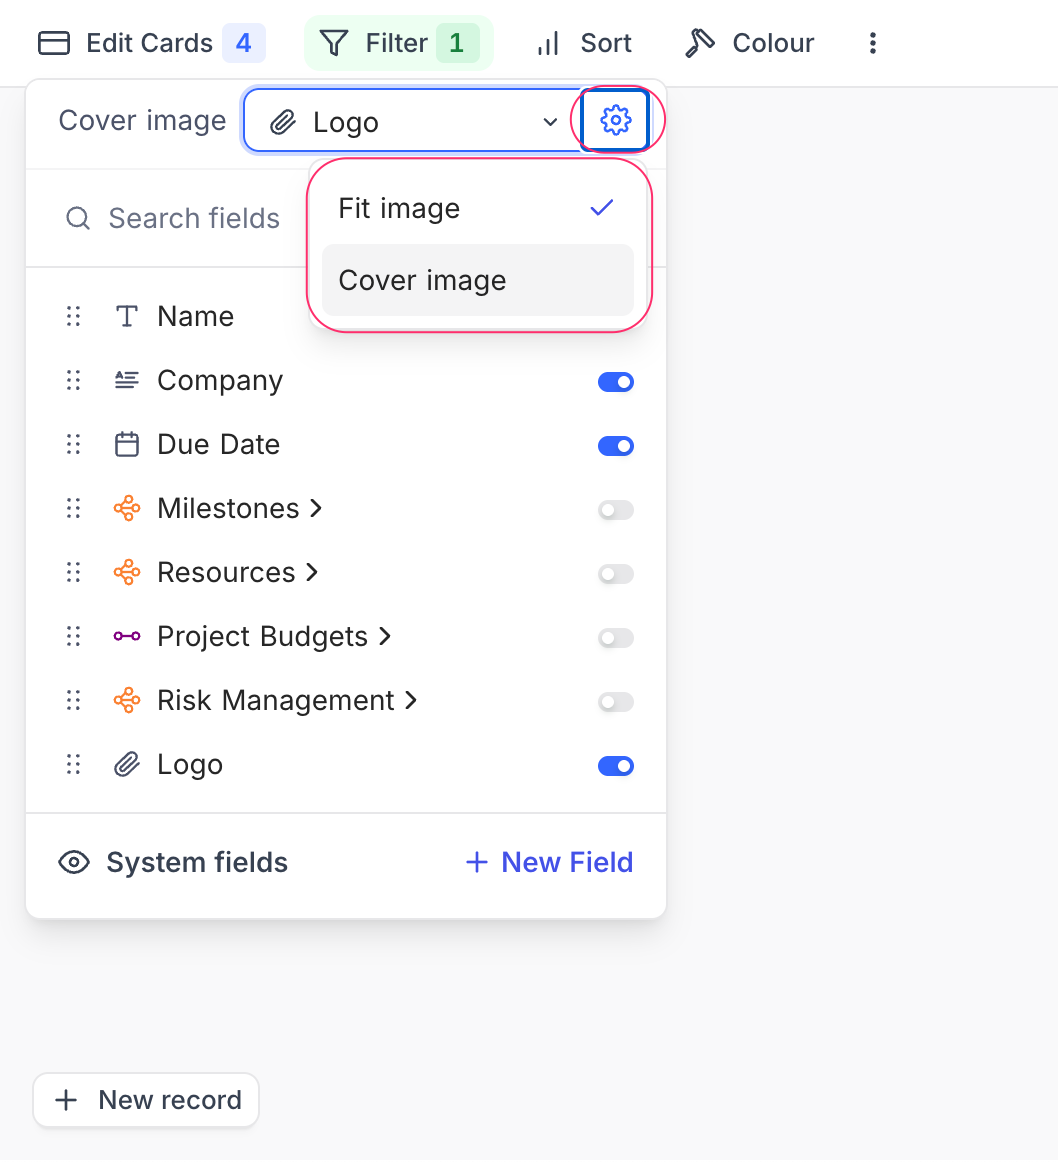 Edit Cards 4 Filter 1 Sort Colour
Cover image Logo
Fit image
Search fields
Cover image
Name
Company
Due Date
Milestones
Resources
Project Budgets
Risk Management
Logo
System fields + New Field
+ New record